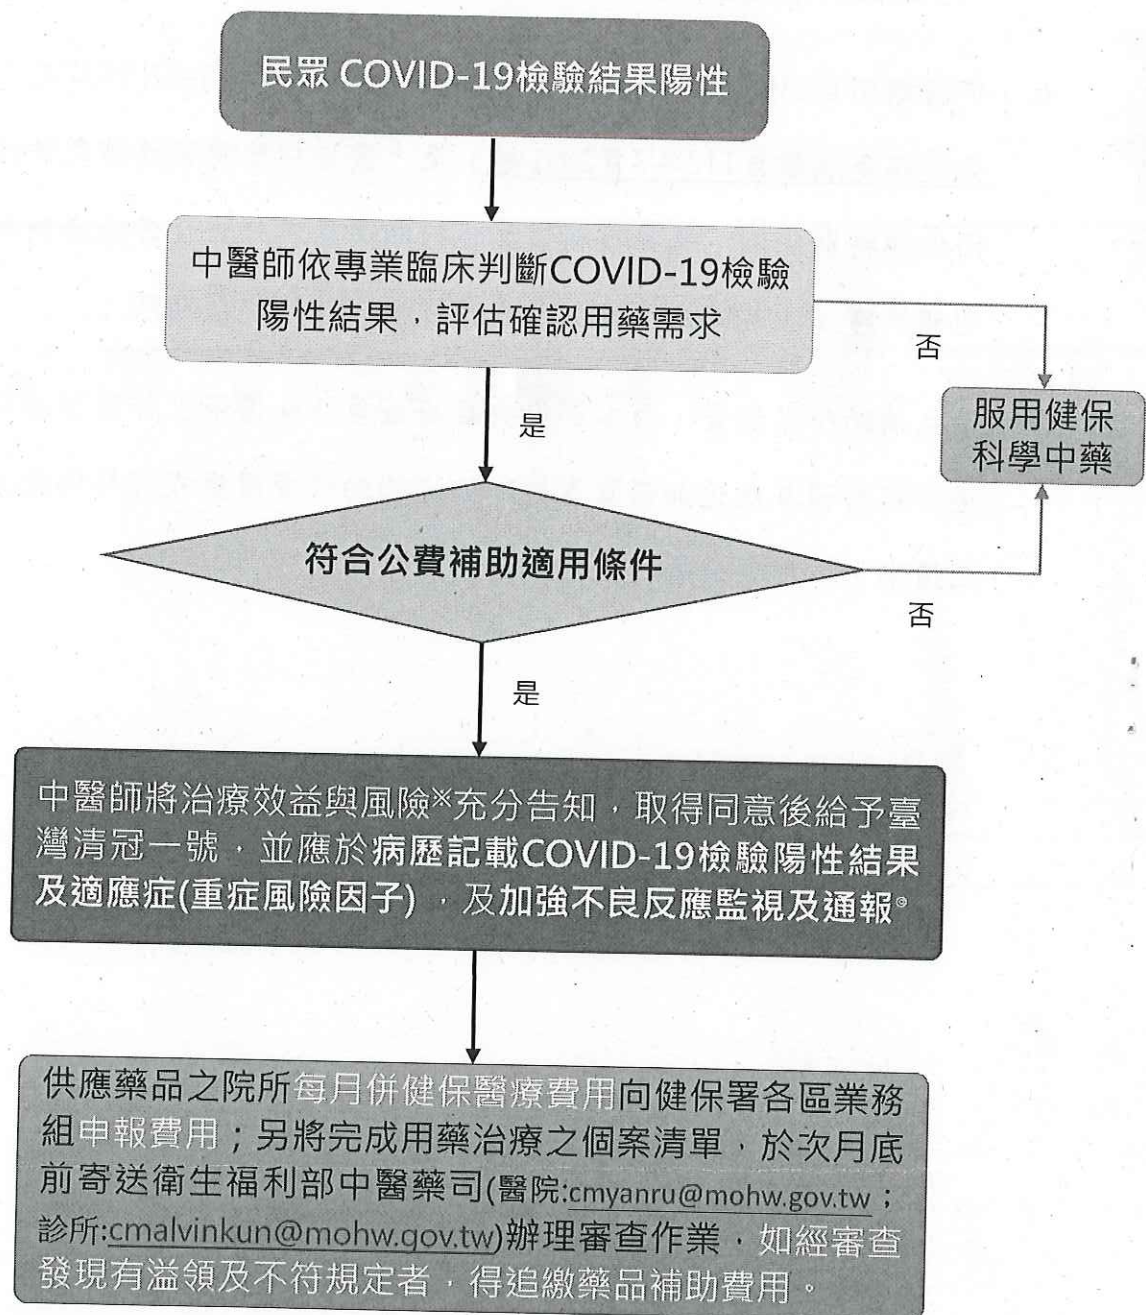 民眾 COVID-19檢驗結果陽性
中醫師依專業臨床判斷COVID-19檢驗
陽性結果，評估確認用藥需求
否
是
服用健保
科學中藥
符合公費補助適用條件
否
是
中醫師將治療效益與風險※充分告知，取得同意後給予臺
灣清冠一號，並應於病歷記載COVID-19檢驗陽性結果
及適應症(重症風險因子)，及加強不良反應監視及通報◎
供應藥品之院所每月併健保醫療費用向健保署各區業務
組申報費用；另將完成用藥治療之個案清單，於次月底
前寄送衛生福利部中醫藥司(醫院:cmyanru@mohw.gov.tw；
診所:cmalvinkun@mohw.gov.tw)辦理審查作業，如經審查
發現有溢領及不符規定者，得追繳藥品補助費用。